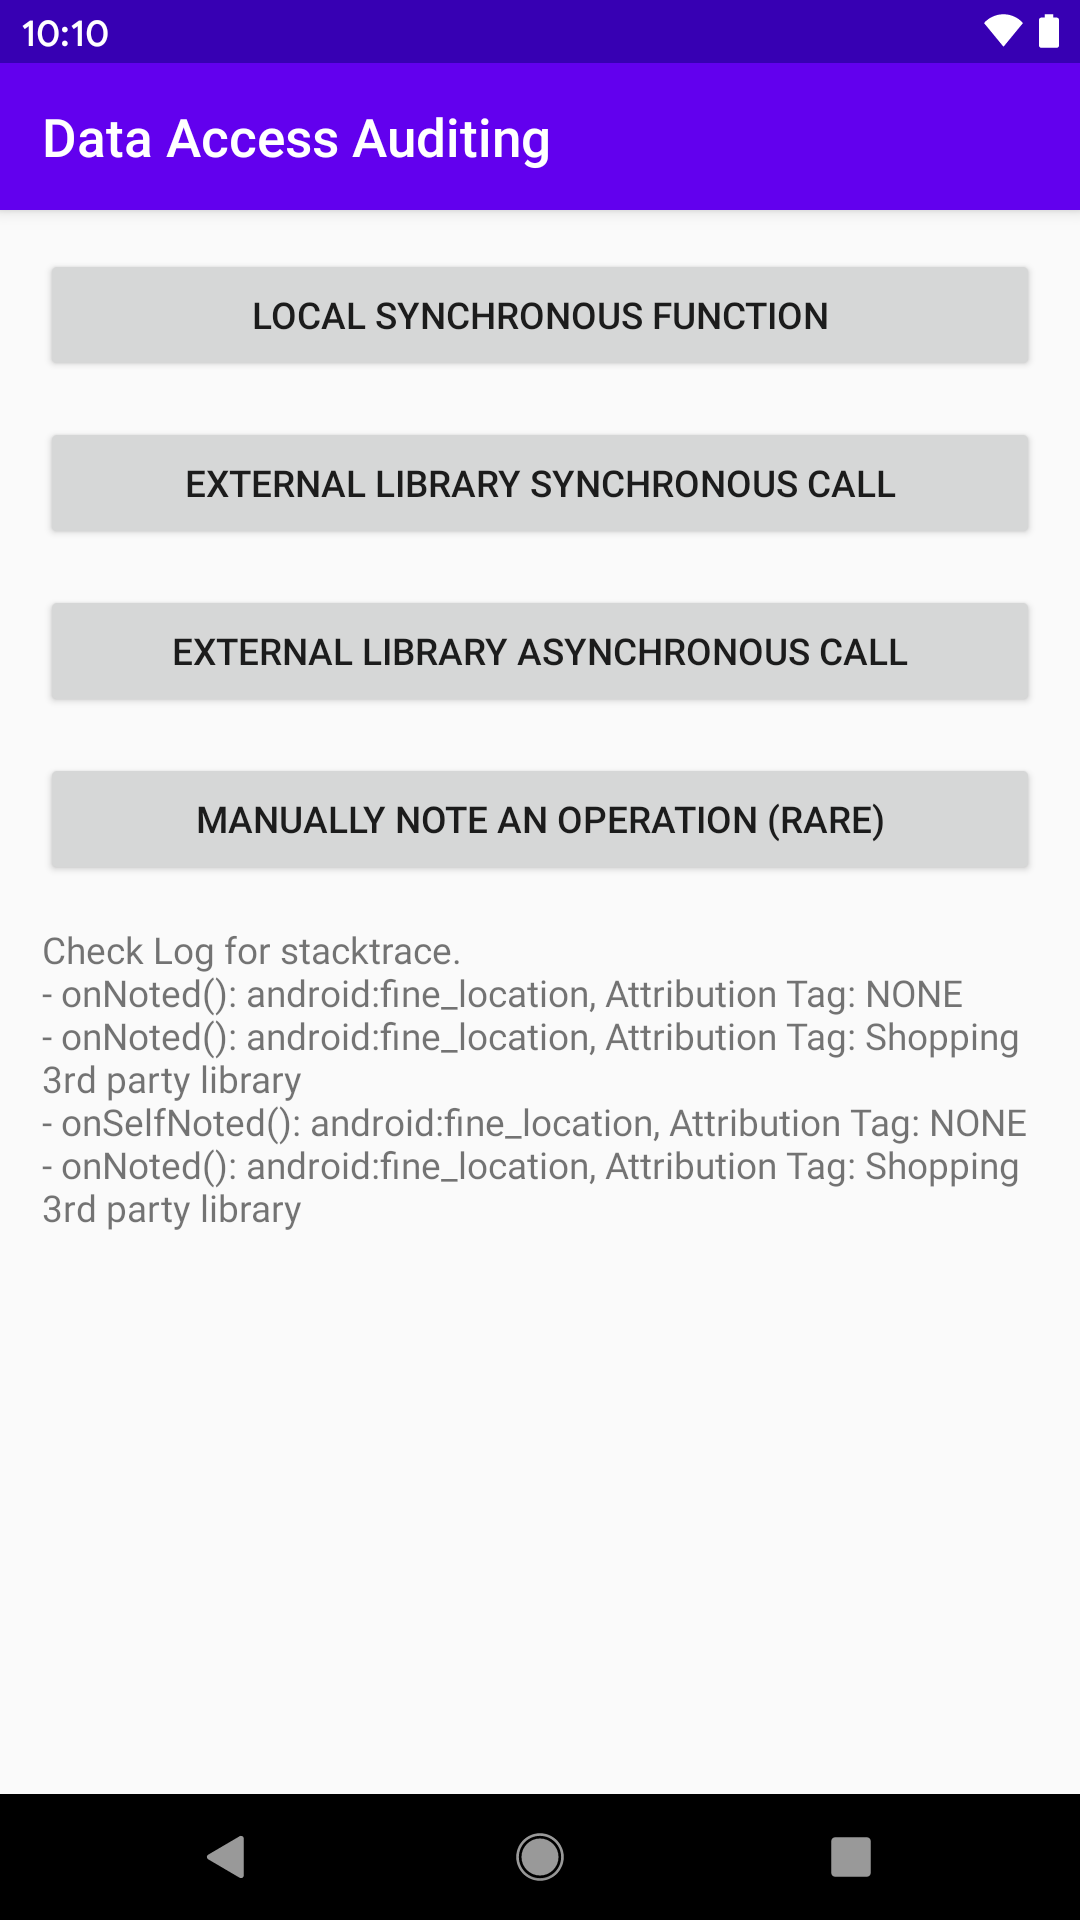 10:10
Data Access Auditing
LOCAL SYNCHRONOUS FUNCTION
EXTERNAL LIBRARY SYNCHRONOUS CALL
EXTERNAL LIBRARY ASYNCHRONOUS CALL
MANUALLY NOTE AN OPERATION (RARE)
Check Log for stacktrace.
- onNoted(): android:fine_location, Attribution Tag: NONE
- onNoted(): android:fine_location, Attribution Tag: Shopping
3rd party library
- onSelfNoted(): android:fine_location, Attribution Tag: NONE
- onNoted(): android:fine_location, Attribution Tag: Shopping
3rd party library